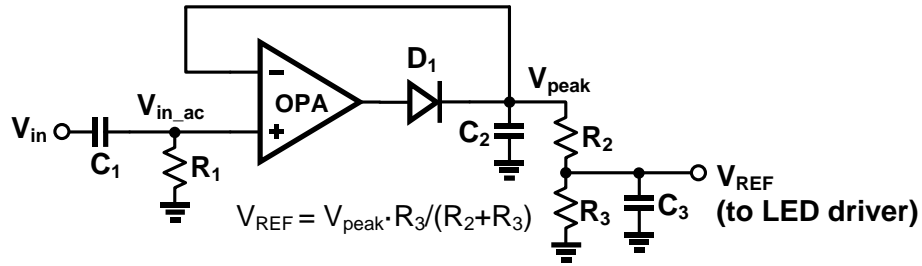 D₁
V_peak
−
OPA
V_in_ac
V_in
+
C₁
R₁
C₂
R₂
V_REF
R₃
C₃
(to LED driver)
V_REF = V_peak·R₃/(R₂+R₃)